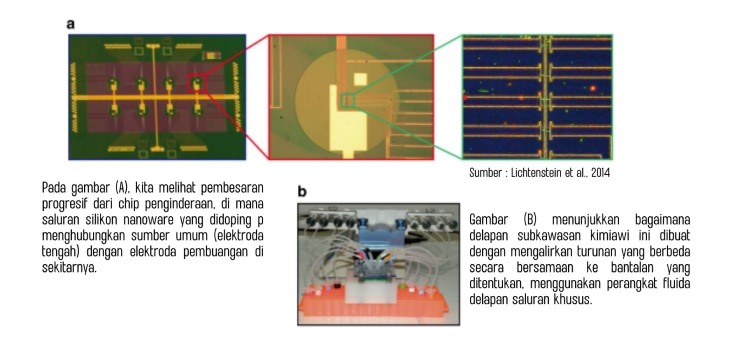 a
Sumber : Lichtenstein et al., 2014
Pada gambar (A), kita melihat pembesaran
progresif dari chip penginderaan, di mana
saluran silikon nanoware yang didoping p
menghubungkan sumber umum (elektroda
tengah) dengan elektroda pembuangan di
sekitarnya.
b
Gambar (B) menunjukkan bagaimana
delapan subkawasan kimiawi ini dibuat
dengan mengalirkan turunan yang berbeda
secara bersamaan ke bantalan yang
ditentukan, menggunakan perangkat fluida
delapan saluran khusus.